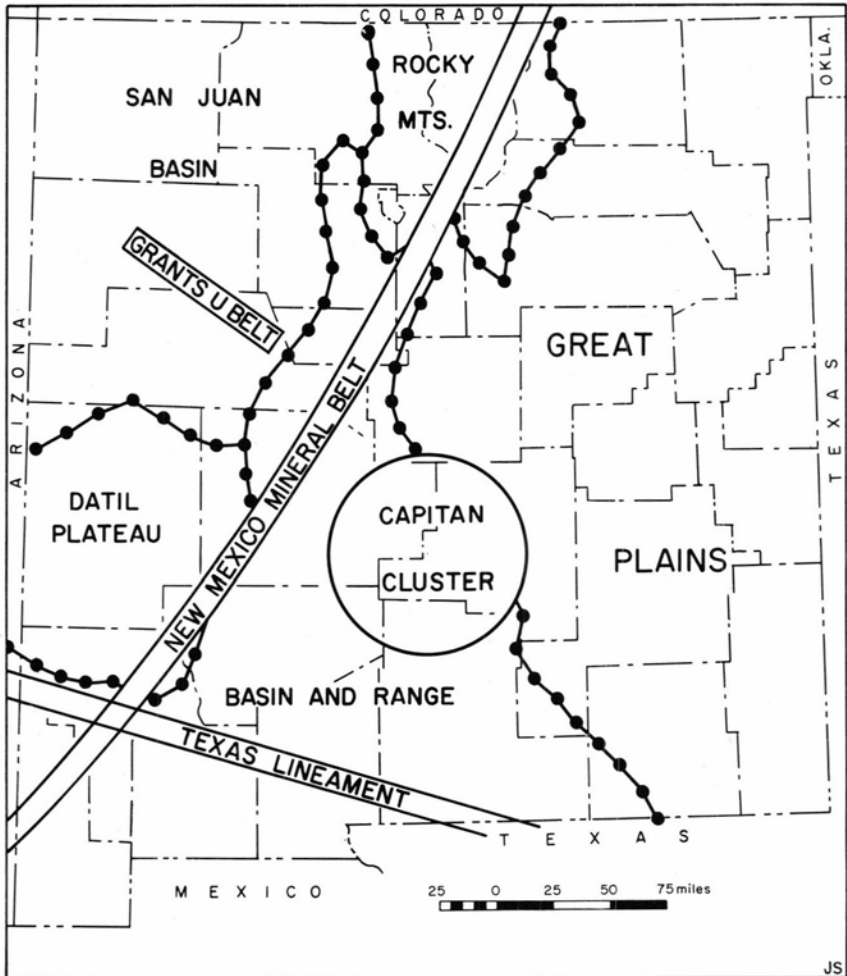 COLORADO
ROCKY
MTS.
OKLA.
SAN JUAN
BASIN
GRANTS U BELT
ARIZONA
GREAT
TEXAS
NEW MEXICO MINERAL BELT
DATIL
PLATEAU
CAPITAN
CLUSTER
PLAINS
BASIN AND RANGE
TEXAS LINEAMENT
TEXAS
MEXICO
25 0 25 50 75 miles
JS